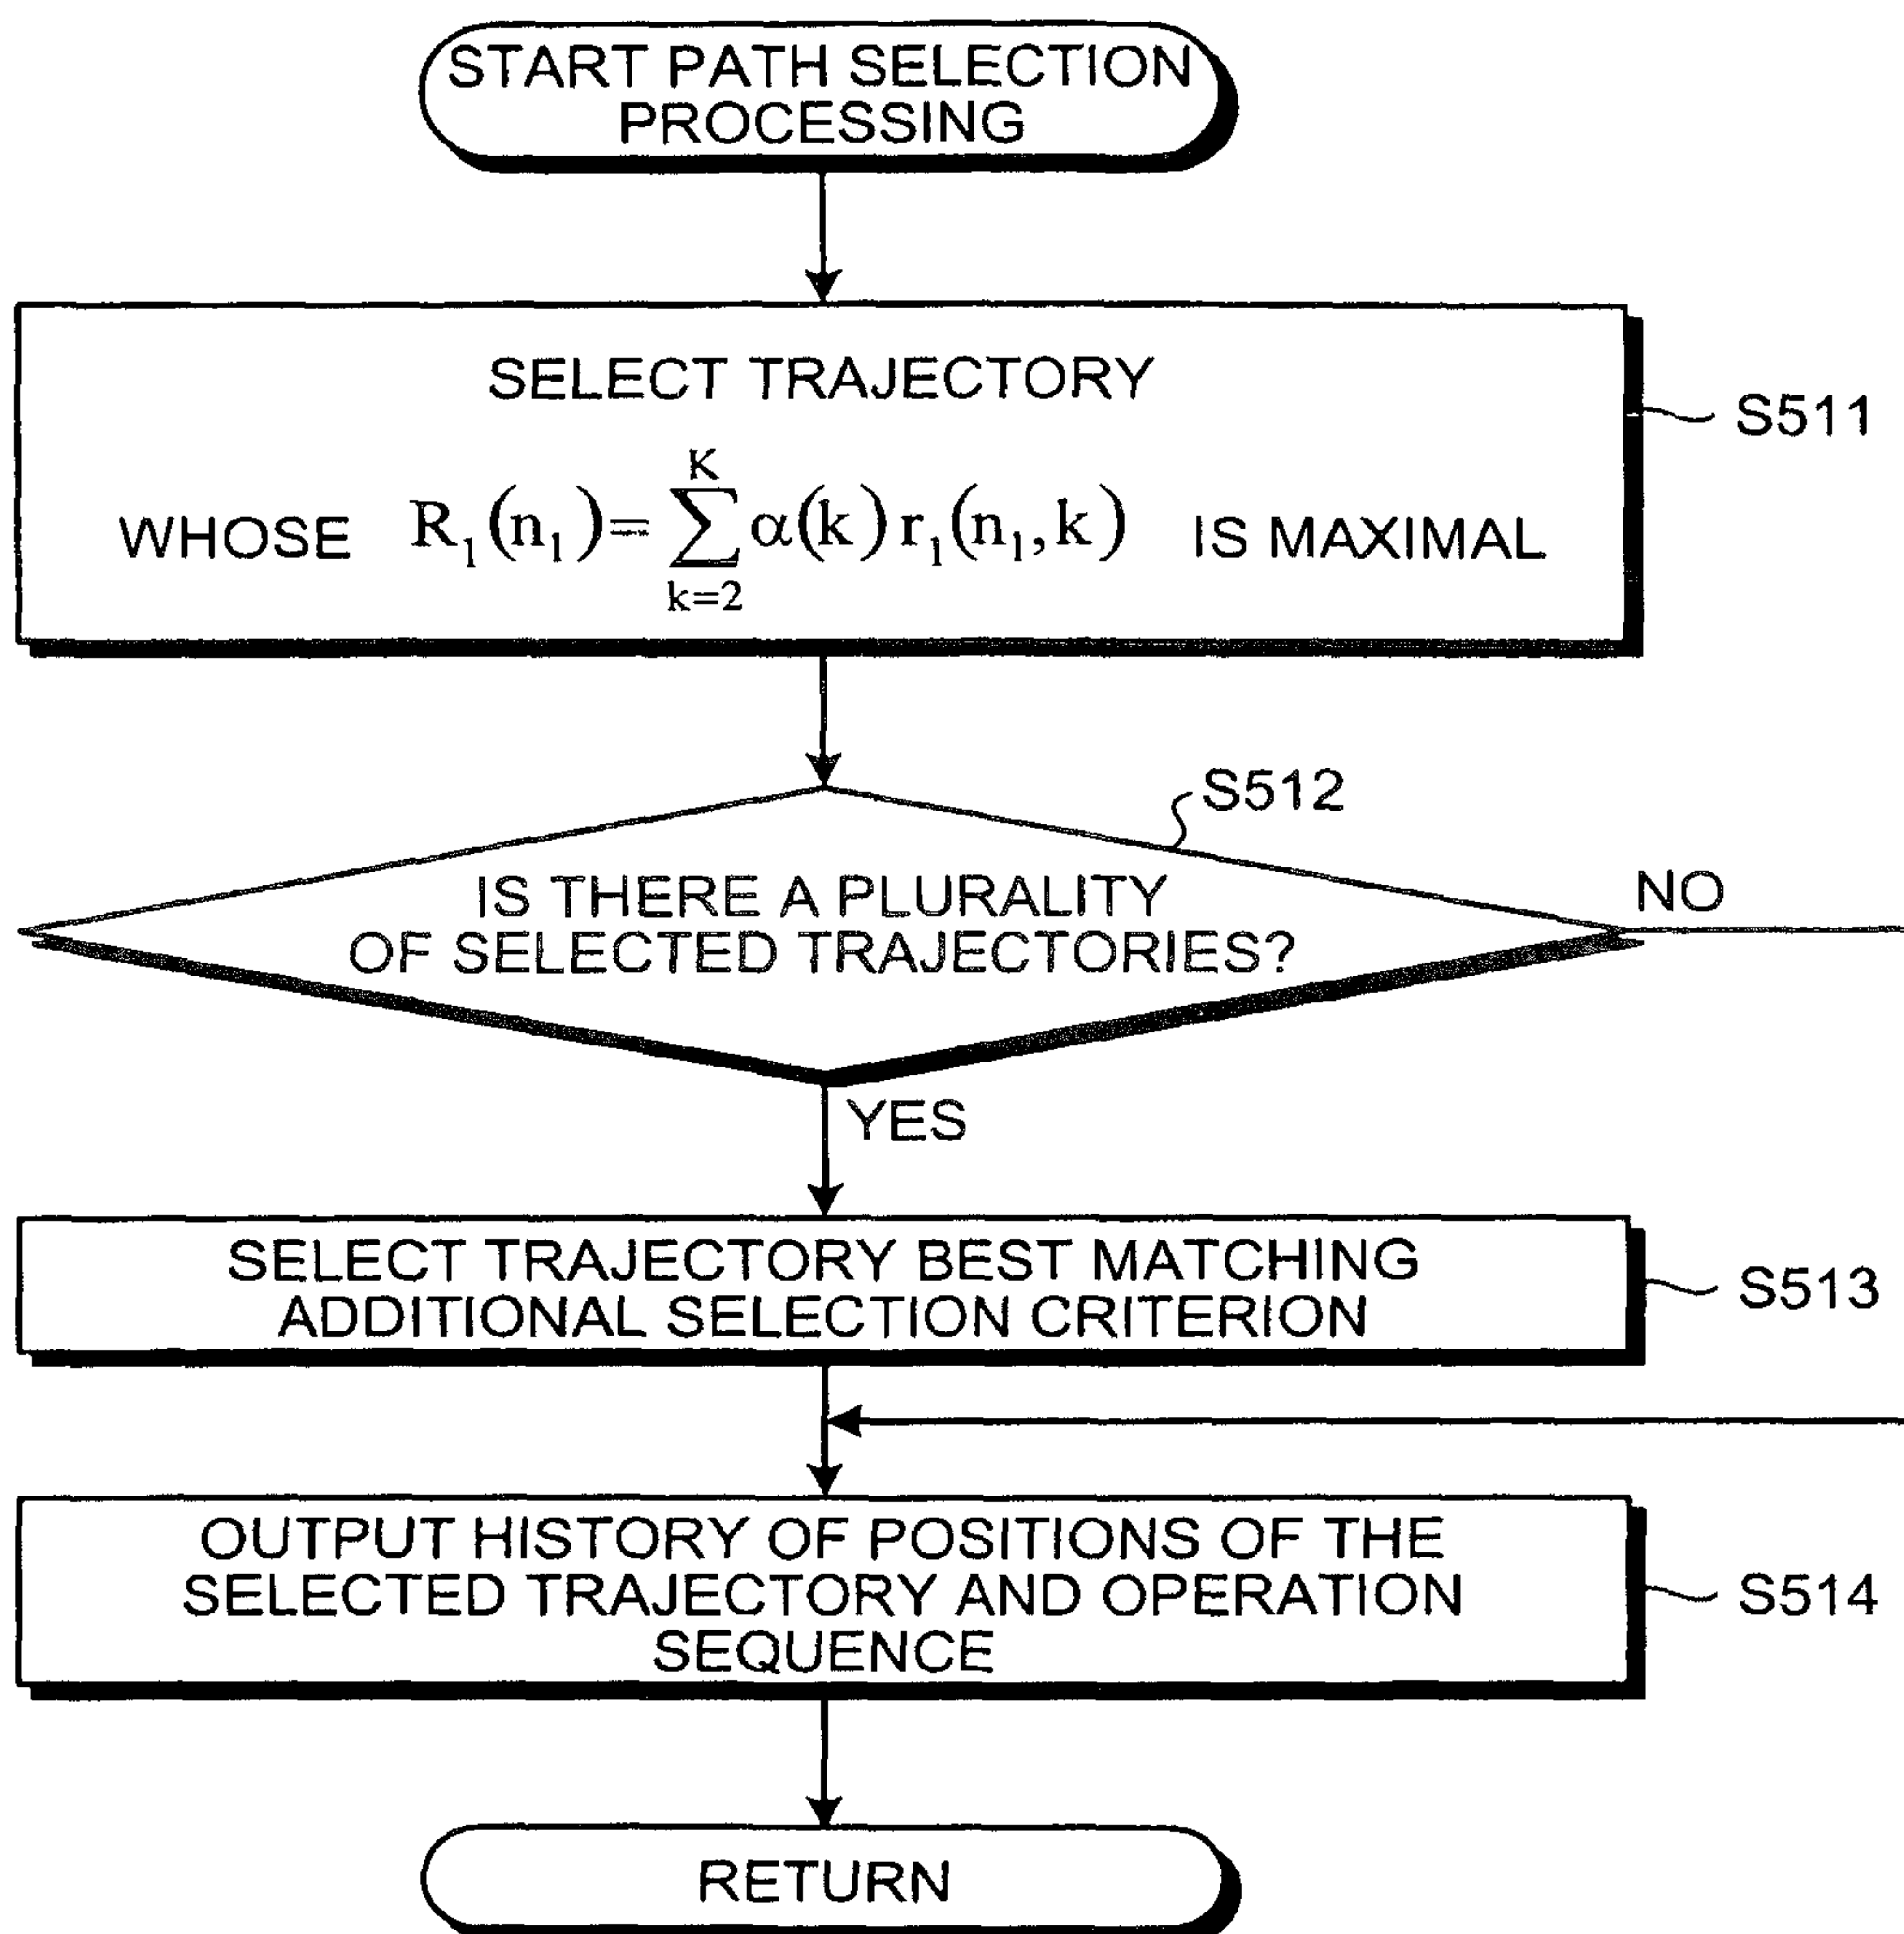 START PATH SELECTION
PROCESSING
SELECT TRAJECTORY
WHOSE R₁(n₁)=∑_{k=2}^{K} α(k) r₁(n₁,k) IS MAXIMAL
S511
S512
IS THERE A PLURALITY
OF SELECTED TRAJECTORIES?
NO
YES
SELECT TRAJECTORY BEST MATCHING
ADDITIONAL SELECTION CRITERION
S513
OUTPUT HISTORY OF POSITIONS OF THE
SELECTED TRAJECTORY AND OPERATION
SEQUENCE
S514
RETURN